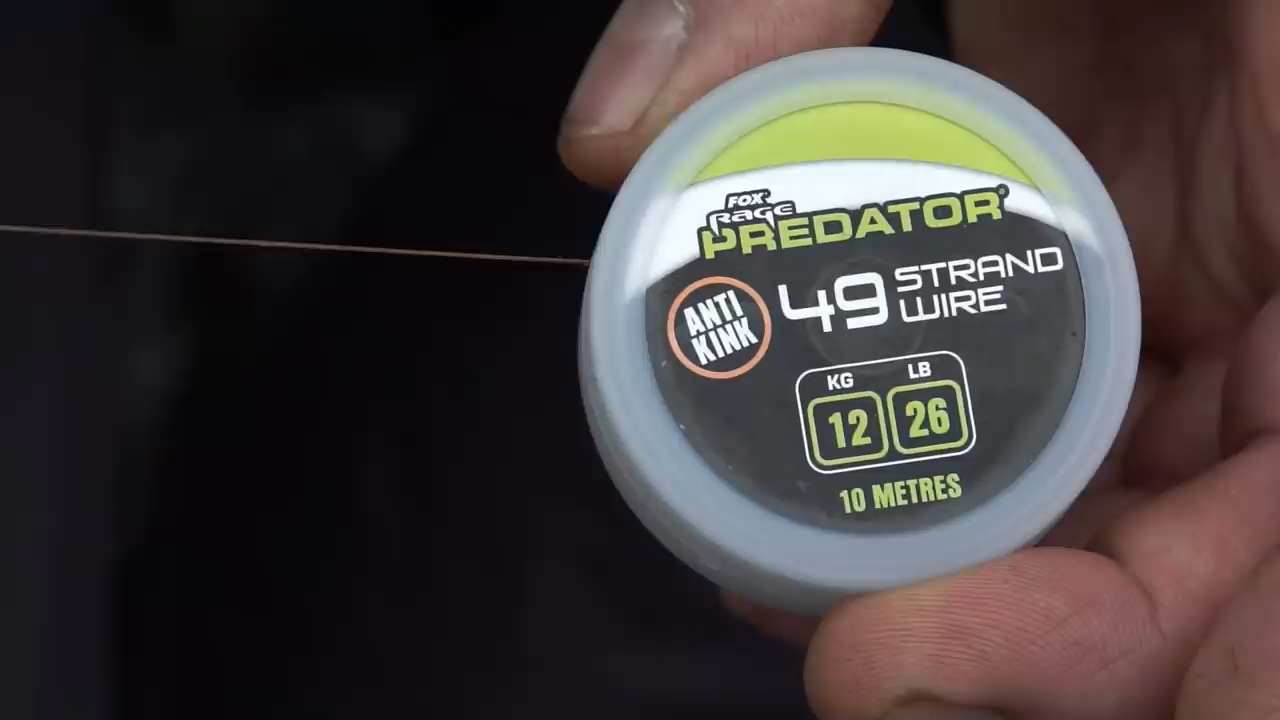 FOX
RAGE
PREDATOR
ANTI
KINK
49 STRAND
WIRE
KG LB
12 26
10 METRES